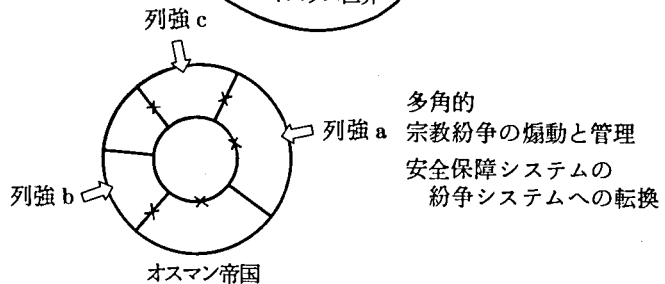 列強 c
列強 a
列強 b
多角的
宗教紛争の煽動と管理
安全保障システムの
紛争システムへの転換
オスマン帝国